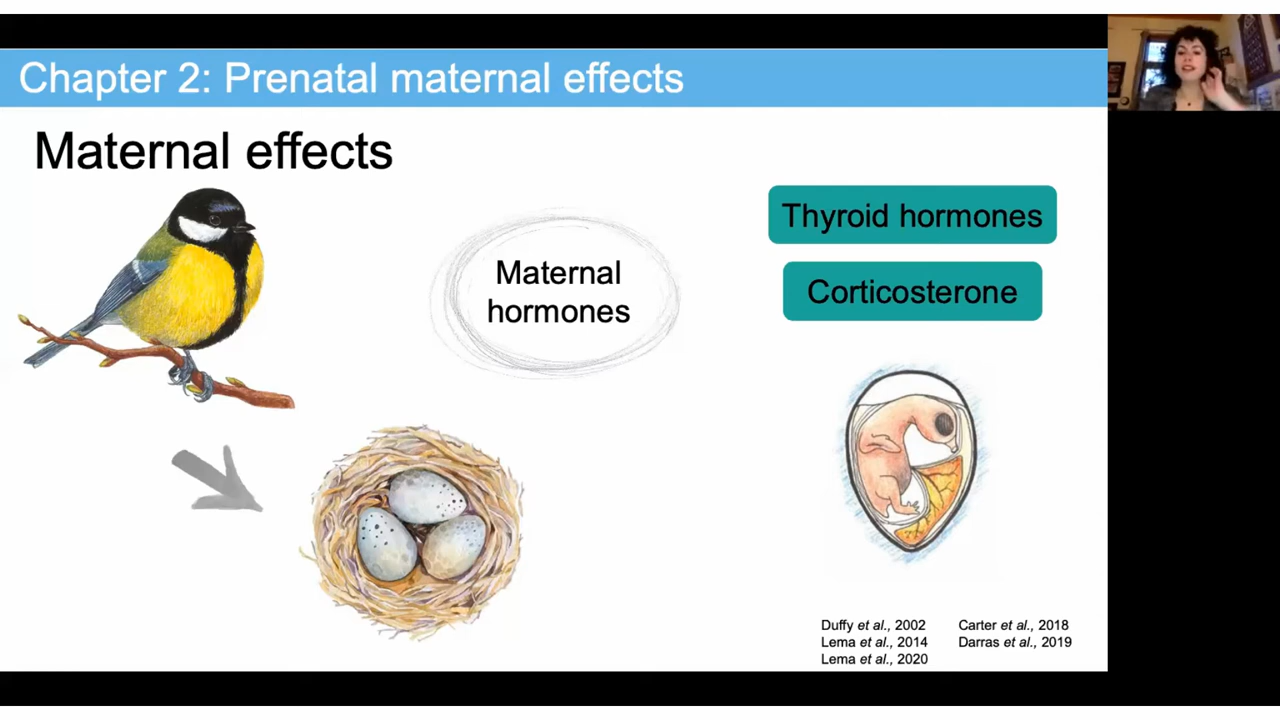 Chapter 2: Prenatal maternal effects
Maternal effects
Maternal
hormones
Thyroid hormones
Corticosterone
Duffy et al., 2002
Lema et al., 2014
Lema et al., 2020
Carter et al., 2018
Darras et al., 2019